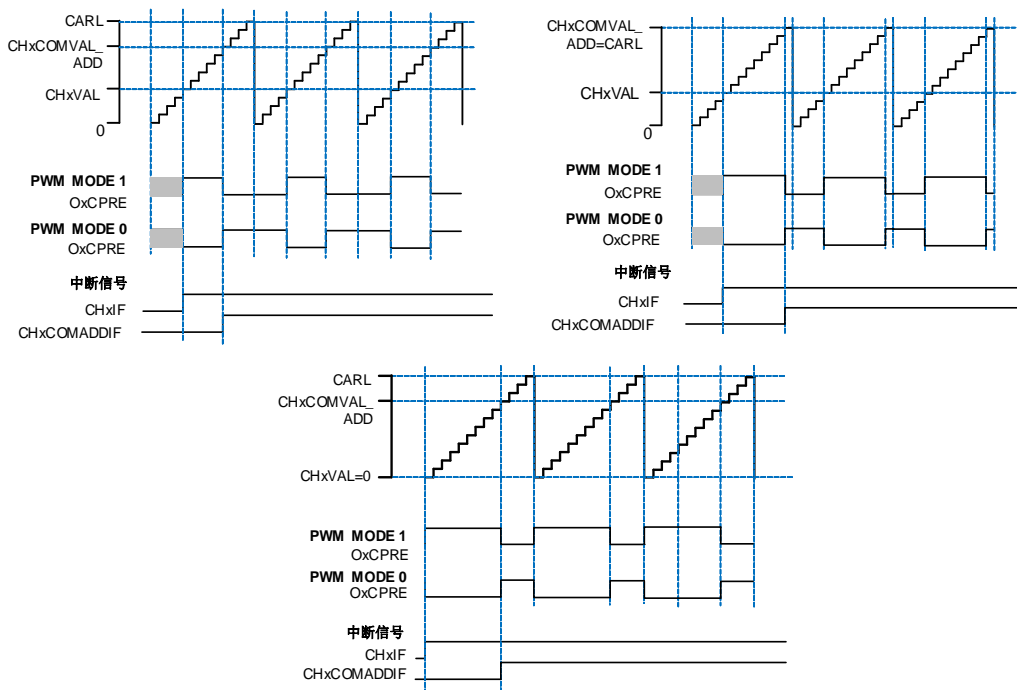 CARL
CHxCOMVAL_
ADD
CHxVAL
0
PWM MODE 1
OxCPRE
PWM MODE 0
OxCPRE
中断信号
CHxIF
CHxCOMADDIF
CHxCOMVAL_
ADD=CARL
CHxVAL
0
PWM MODE 1
OxCPRE
PWM MODE 0
OxCPRE
中断信号
CHxIF
CHxCOMADDIF
CARL
CHxCOMVAL_
ADD
CHxVAL=0
PWM MODE 1
OxCPRE
PWM MODE 0
OxCPRE
中断信号
CHxIF
CHxCOMADDIF